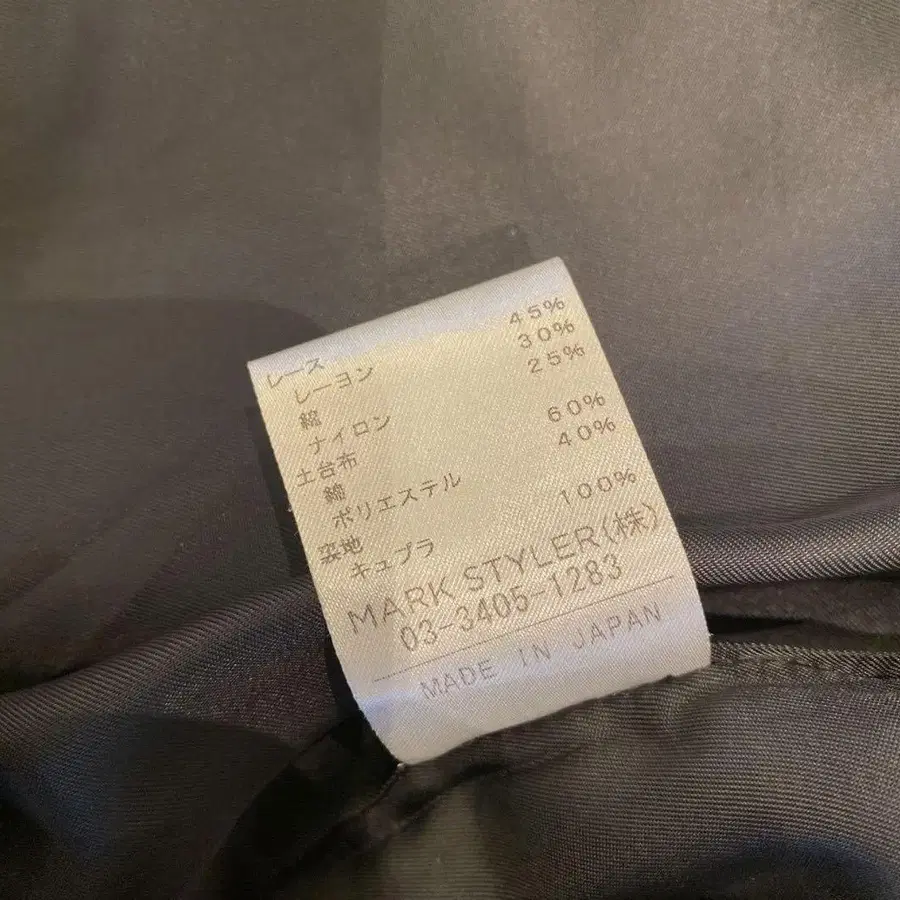 レース
レーヨン 45%
綿 30%
ナイロン 25%
土台布
綿 60%
ポリエステル 40%
裏地
キュプラ 100%
MARK STYLER(株)
03-3405-1283
MADE IN JAPAN